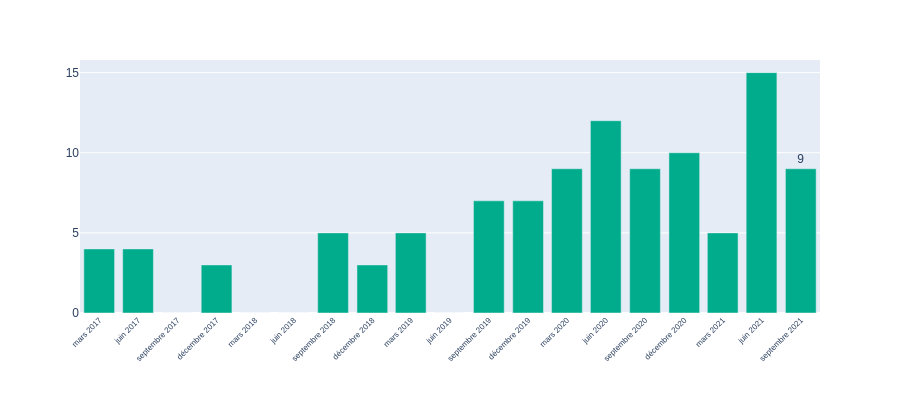 15
10
9
5
0
mars 2017
juin 2017
septembre 2017
décembre 2017
mars 2018
juin 2018
septembre 2018
décembre 2018
mars 2019
juin 2019
septembre 2019
décembre 2019
mars 2020
juin 2020
septembre 2020
décembre 2020
mars 2021
juin 2021
septembre 2021